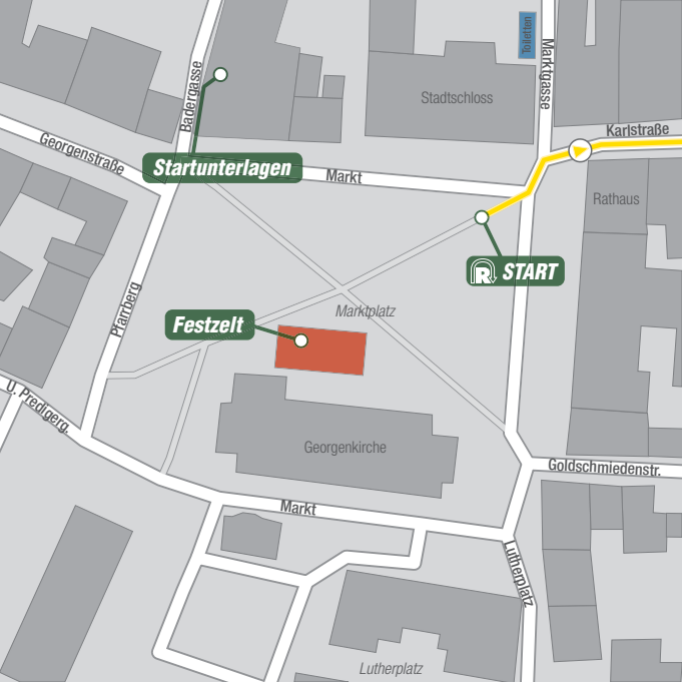 Toiletten
Marktgasse
Badergasse
Stadtschloss
Karlstraße
Georgenstraße
Startunterlagen
Markt
Rathaus
R START
Pfarrberg
Festzelt
Marktplatz
U. Predigerg.
Georgenkirche
Goldschmiedenstr.
Markt
Lutherplatz
Lutherplatz